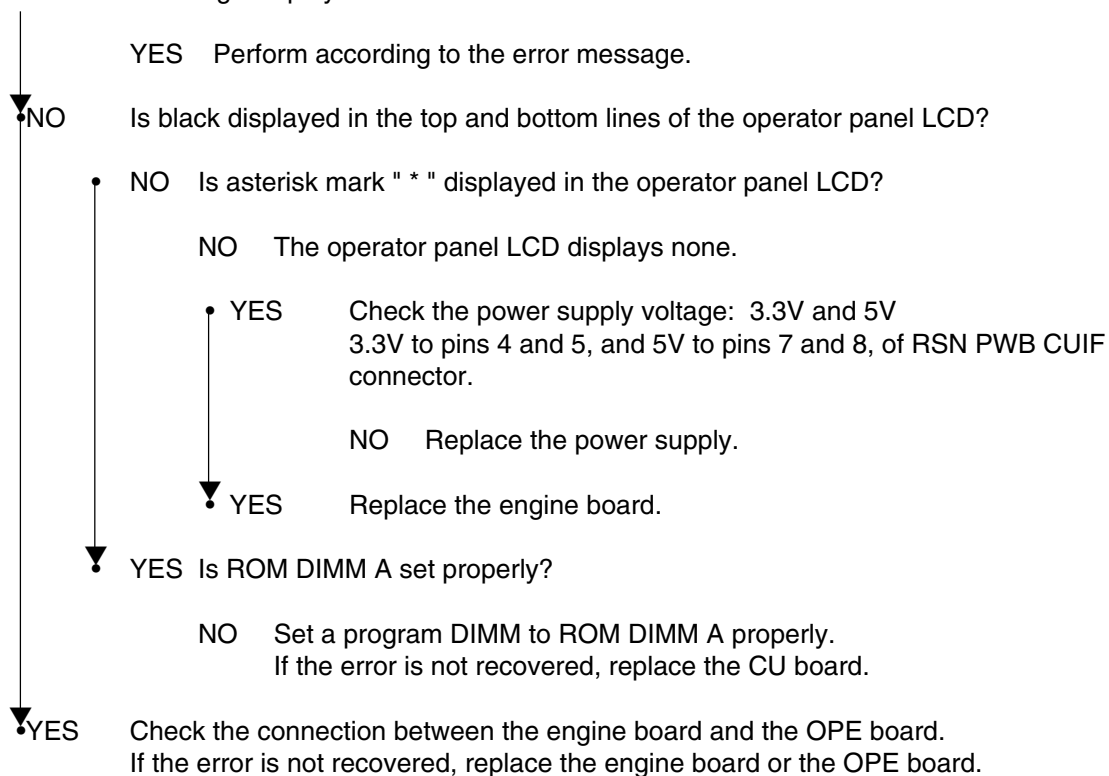 YES Perform according to the error message.
NO Is black displayed in the top and bottom lines of the operator panel LCD?
NO Is asterisk mark " * " displayed in the operator panel LCD?
NO The operator panel LCD displays none.
YES Check the power supply voltage: 3.3V and 5V
3.3V to pins 4 and 5, and 5V to pins 7 and 8, of RSN PWB CUIF
connector.
NO Replace the power supply.
YES Replace the engine board.
YES Is ROM DIMM A set properly?
NO Set a program DIMM to ROM DIMM A properly.
If the error is not recovered, replace the CU board.
YES Check the connection between the engine board and the OPE board.
If the error is not recovered, replace the engine board or the OPE board.